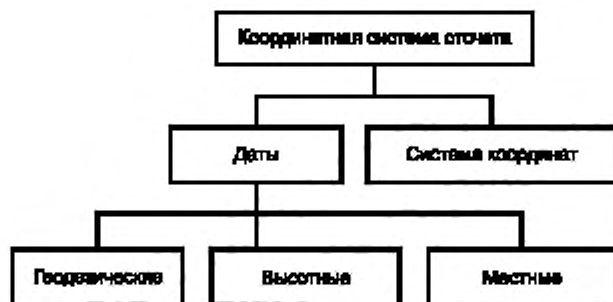 Координатная система отсчета
Даты
Система координат
Геодезические
Высотные
Местные